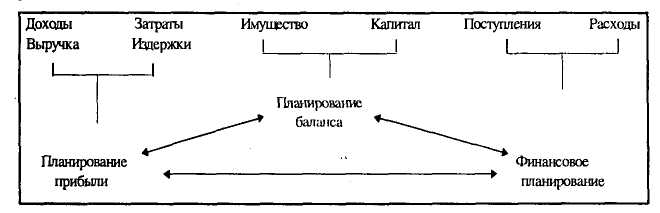 Доходы Затраты Имущество Капитал Поступления Расходы
Выручка Издержки
Планирование
баланса
Планирование Финансовое
прибыли планирование